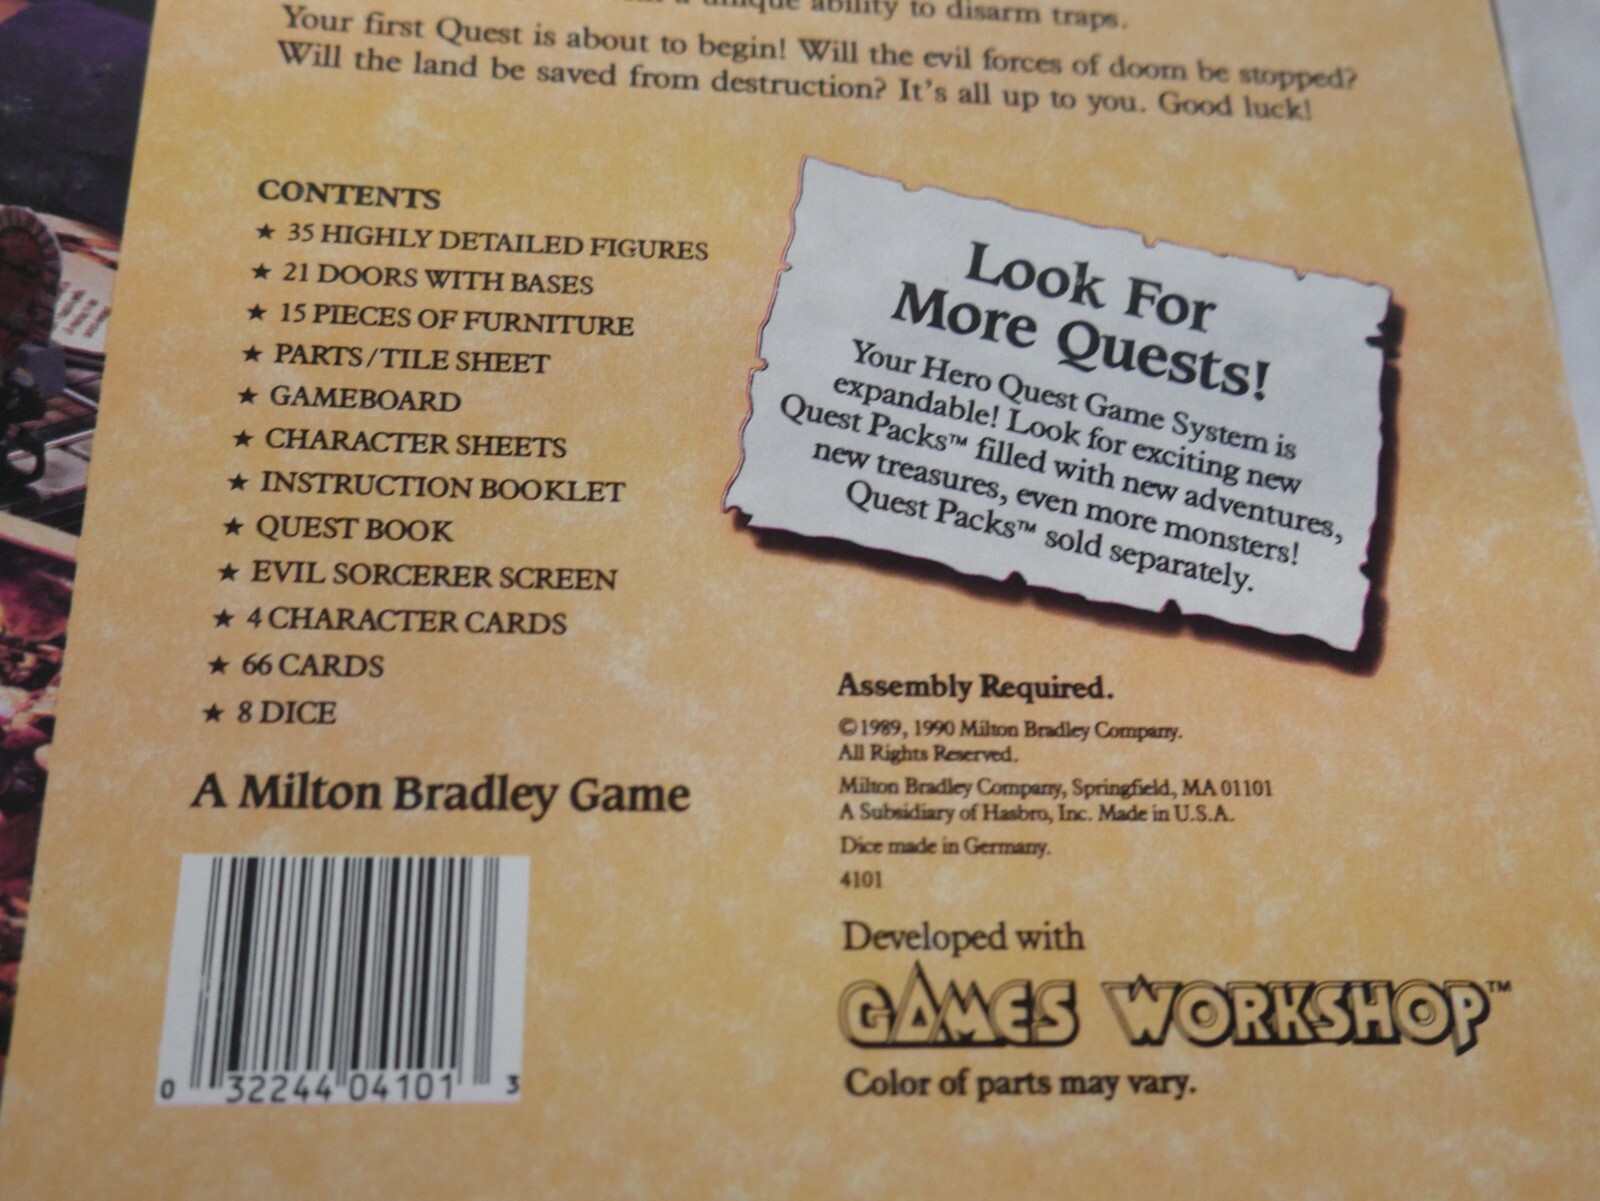 unique ability to disarm traps.
Your first Quest is about to begin! Will the evil forces of doom be stopped?
Will the land be saved from destruction? It's all up to you. Good luck!
CONTENTS
★ 35 HIGHLY DETAILED FIGURES
★ 21 DOORS WITH BASES
★ 15 PIECES OF FURNITURE
★ PARTS/TILE SHEET
★ GAMEBOARD
★ CHARACTER SHEETS
★ INSTRUCTION BOOKLET
★ QUEST BOOK
★ EVIL SORCERER SCREEN
★ 4 CHARACTER CARDS
★ 66 CARDS
★ 8 DICE
A Milton Bradley Game
0 32244 04101 3
Look For
More Quests!
Your Hero Quest Game System is
expandable! Look for exciting new
Quest Packs™ filled with new adventures,
new treasures, even more monsters!
Quest Packs™ sold separately.
Assembly Required.
©1989, 1990 Milton Bradley Company.
All Rights Reserved.
Milton Bradley Company, Springfield, MA 01101
A Subsidiary of Hasbro, Inc. Made in U.S.A.
Dice made in Germany.
4101
Developed with
GAMES WORKSHOP™
Color of parts may vary.